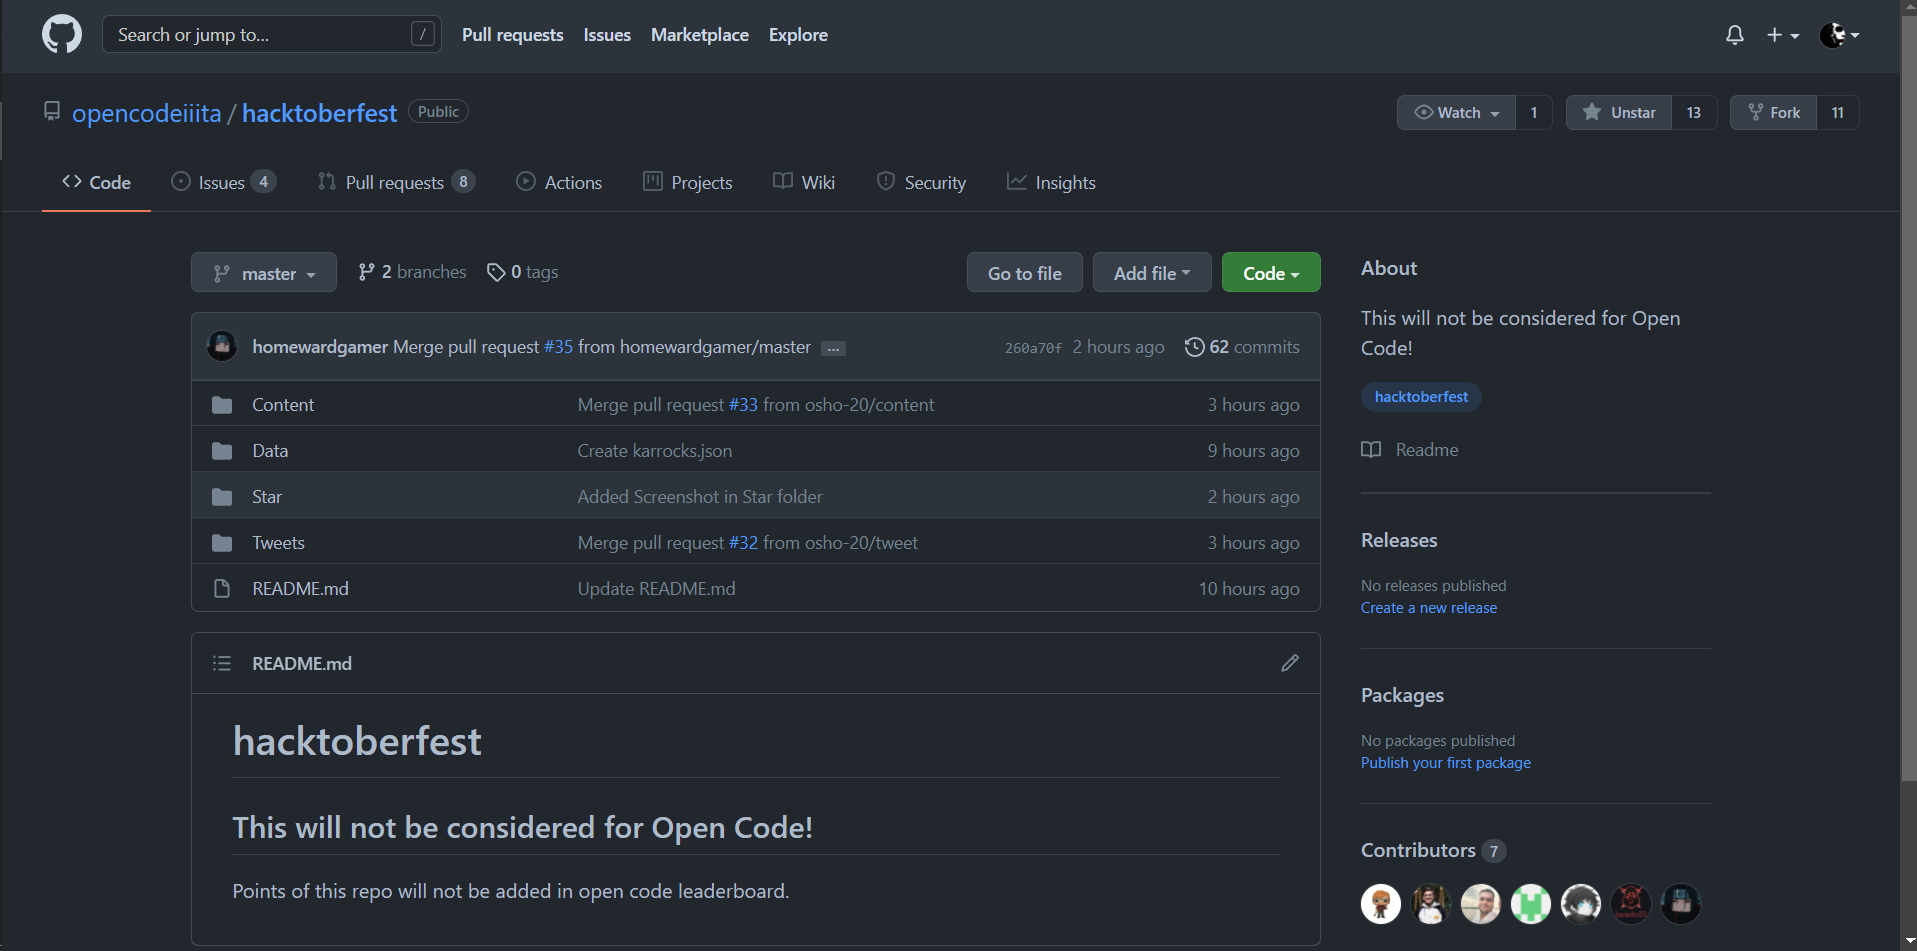 Search or jump to... /
Pull requests Issues Marketplace Explore
opencodeiiita / hacktoberfest Public
Watch 1 Unstar 13 Fork 11
Code Issues 4 Pull requests 8 Actions Projects Wiki Security Insights
master 2 branches 0 tags Go to file Add file Code
homewardgamer Merge pull request #35 from homewardgamer/master ... 260a70f 2 hours ago 62 commits
Content Merge pull request #33 from osho-20/content 3 hours ago
Data Create karrocks.json 9 hours ago
Star Added Screenshot in Star folder 2 hours ago
Tweets Merge pull request #32 from osho-20/tweet 3 hours ago
README.md Update README.md 10 hours ago
README.md
hacktoberfest
This will not be considered for Open Code!
Points of this repo will not be added in open code leaderboard.
About
This will not be considered for Open
Code!
hacktoberfest
Readme
Releases
No releases published
Create a new release
Packages
No packages published
Publish your first package
Contributors 7